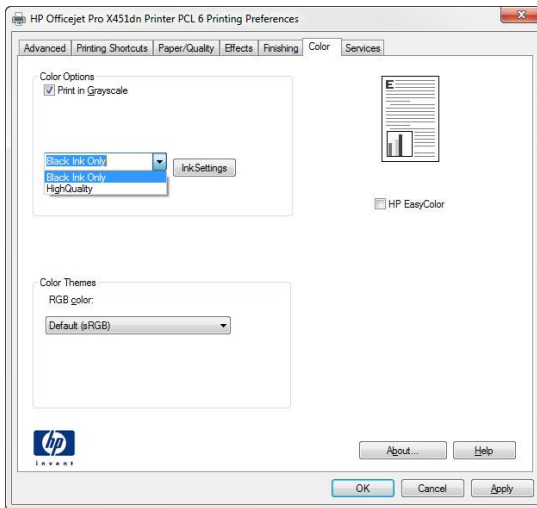 HP Officejet Pro X451dn Printer PCL 6 Printing Preferences
Advanced Printing Shortcuts Paper/Quality Effects Finishing Color Services
Color Options
Print in Grayscale
Black Ink Only
InkSettings
Black Ink Only
HighQuality
E
HP EasyColor
Color Themes
RGB color:
Default (sRGB)
hp
invent
About...
Help
OK
Cancel
Apply